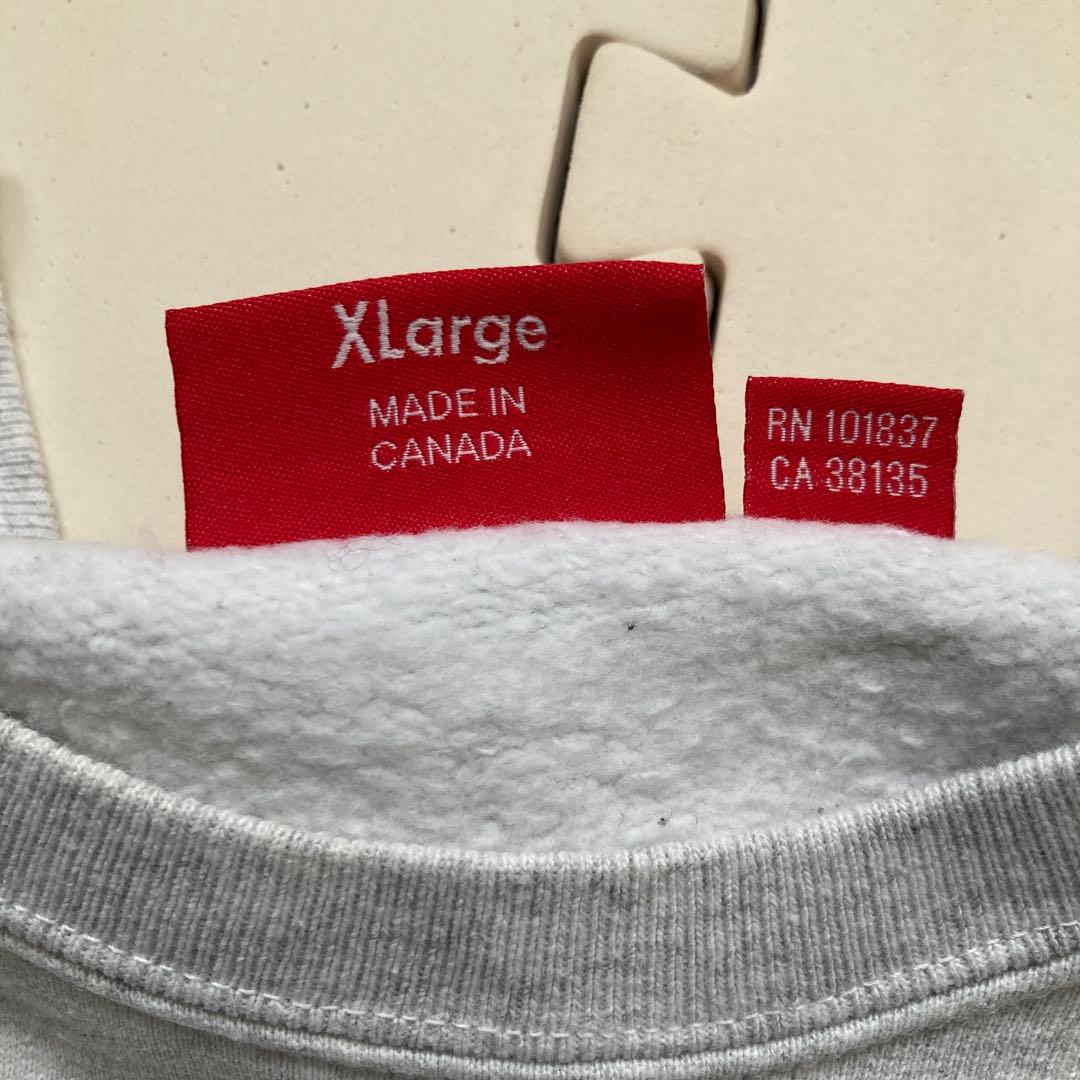 XLarge
MADE IN
CANADA
RN 101837
CA 38135